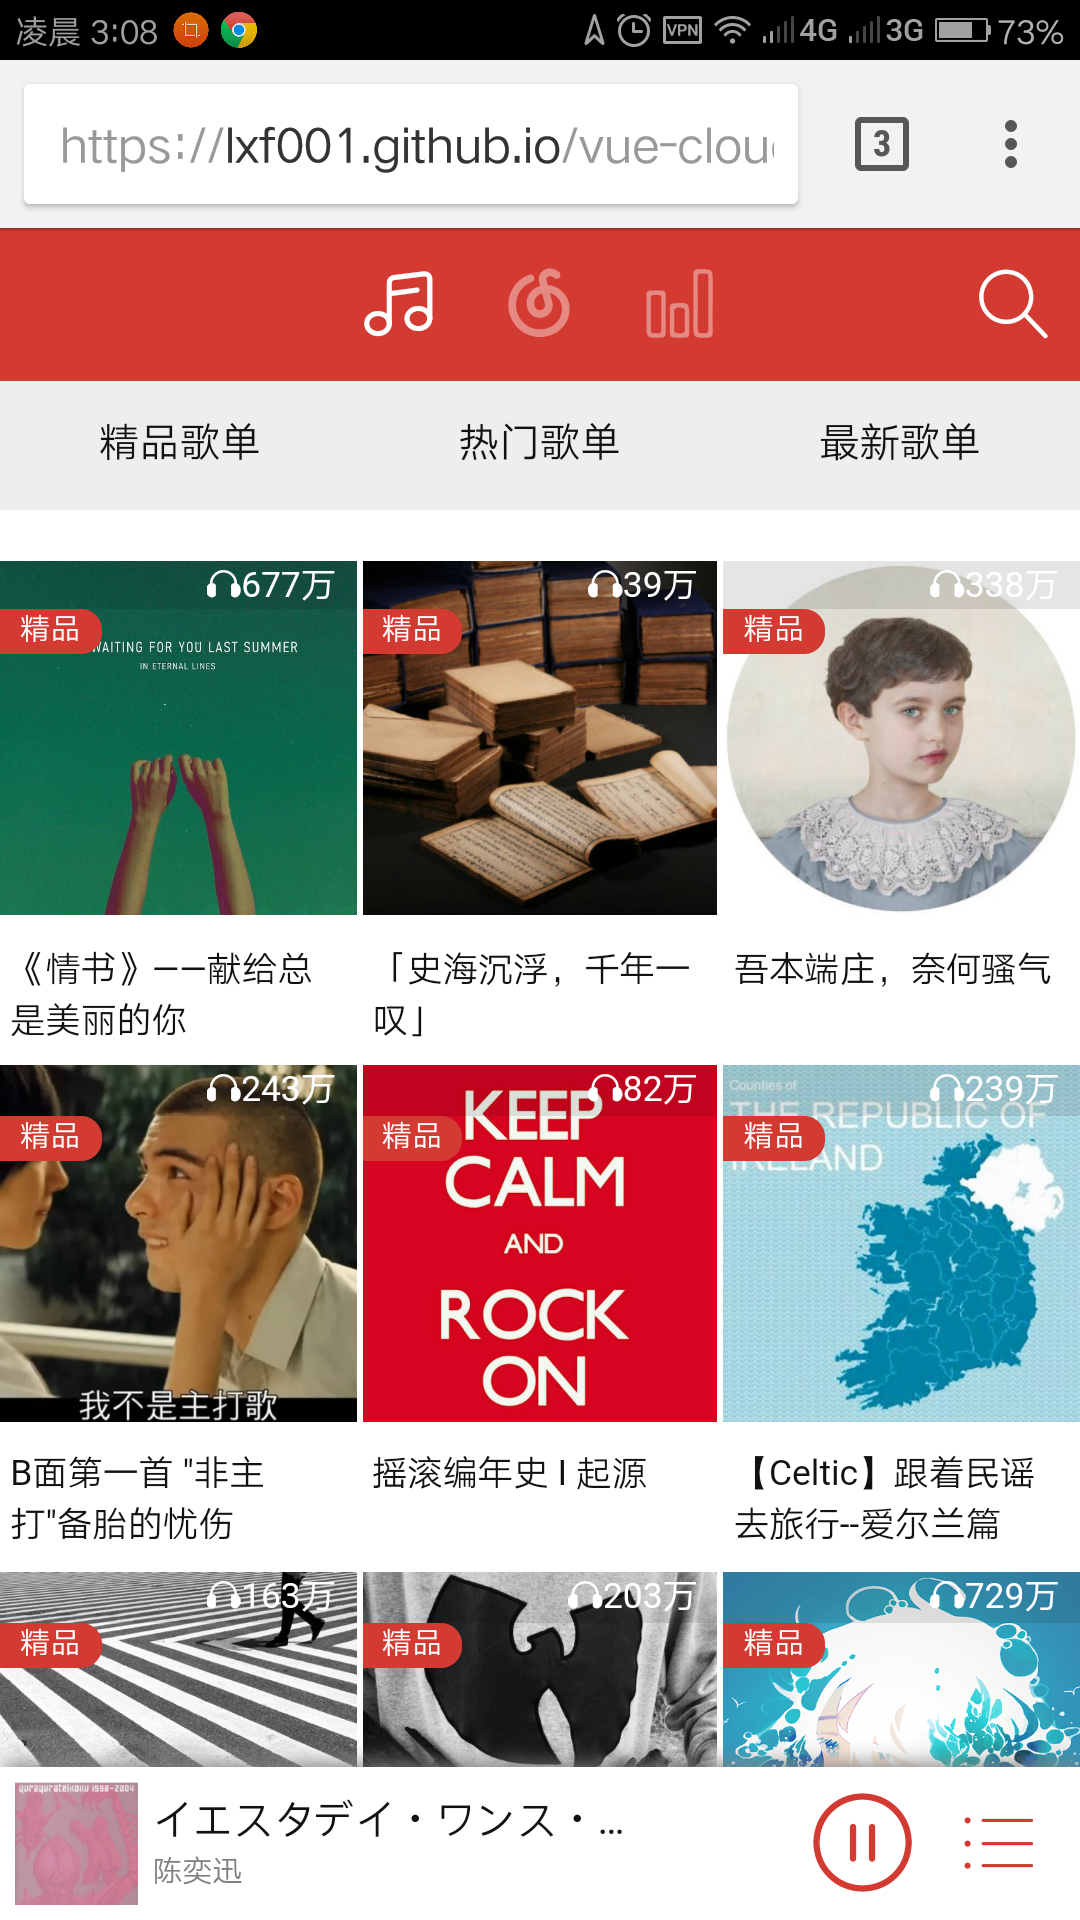 凌晨 3:08
VPN
4G
3G
73%
https://lxf001.github.io/vue-clou
3
精品歌单
热门歌单
最新歌单
677万
精品
WAITING FOR YOU LAST SUMMER
IN ETERNAL LINES
39万
精品
338万
精品
《情书》——献给总
是美丽的你
「史海沉浮，千年一
叹」
吾本端庄，奈何骚气
243万
精品
我不是主打歌
82万
精品
KEEP
CALM
AND
ROCK
ON
239万
精品
Counties of
THE REPUBLIC OF
IRELAND
B面第一首 "非主
打"备胎的忧伤
摇滚编年史 I 起源
【Celtic】跟着民谣
去旅行--爱尔兰篇
163万
精品
203万
精品
729万
精品
yurayurateikoku 1998-2004
イエスタデイ・ワンス・...
陈奕迅